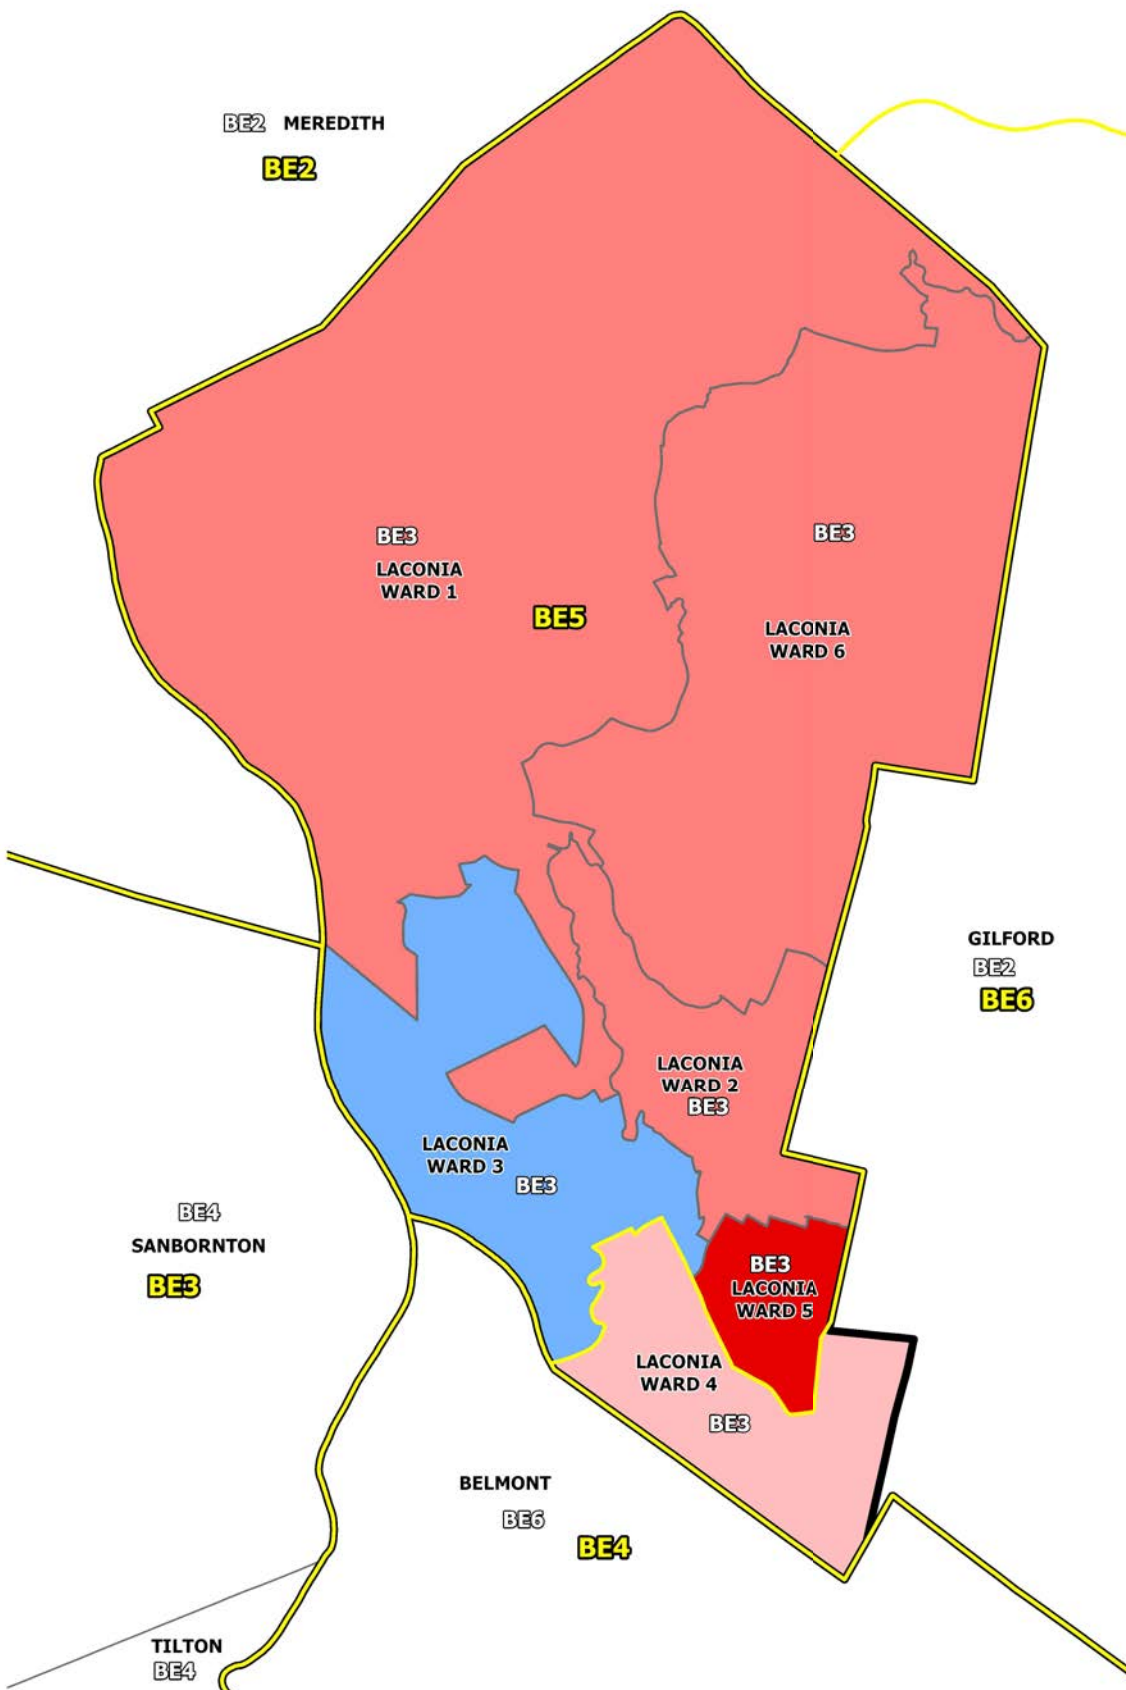 BE2 MEREDITH
BE2
BE3
LACONIA
WARD 1
BE5
BE3
LACONIA
WARD 6
GILFORD
BE2
BE6
LACONIA
WARD 2
BE3
LACONIA
WARD 3
BE3
BE4
SANBORNTON
BE3
BE3
LACONIA
WARD 5
LACONIA
WARD 4
BE3
BELMONT
BE6
BE4
TILTON
BE4